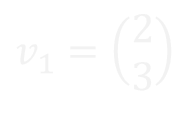 v₁ = (2
3)